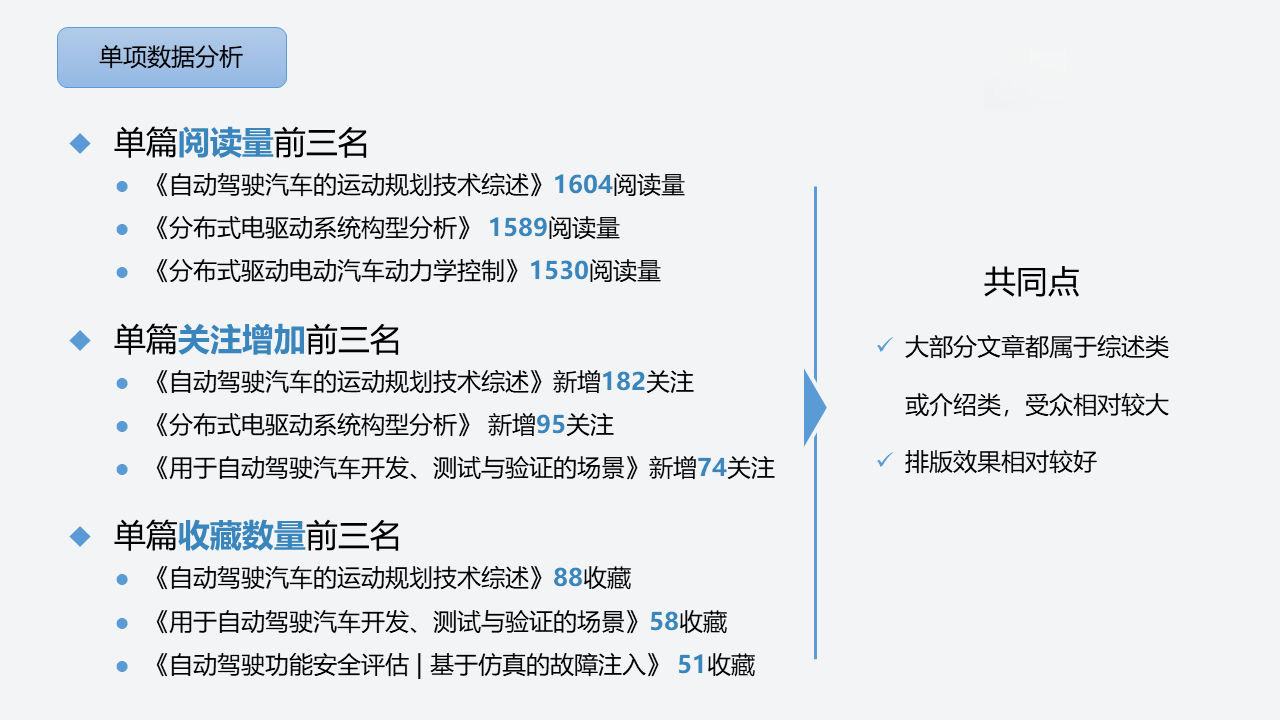 单项数据分析
单篇阅读量前三名
《自动驾驶汽车的运动规划技术综述》1604阅读量
《分布式电驱动系统构型分析》 1589阅读量
《分布式驱动电动汽车动力学控制》1530阅读量
单篇关注增加前三名
《自动驾驶汽车的运动规划技术综述》新增182关注
《分布式电驱动系统构型分析》 新增95关注
《用于自动驾驶汽车开发、测试与验证的场景》新增74关注
单篇收藏数量前三名
《自动驾驶汽车的运动规划技术综述》88收藏
《用于自动驾驶汽车开发、测试与验证的场景》58收藏
《自动驾驶功能安全评估 | 基于仿真的故障注入》 51收藏
共同点
大部分文章都属于综述类
或介绍类，受众相对较大
排版效果相对较好